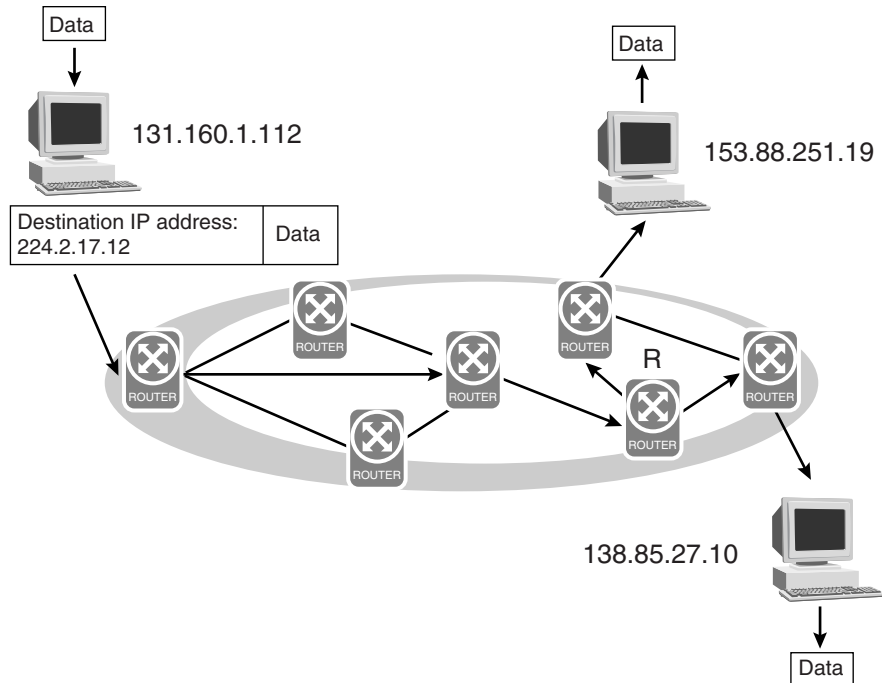 Data
Data
131.160.1.112
153.88.251.19
Destination IP address:
224.2.17.12
Data
ROUTER
ROUTER
R
ROUTER
ROUTER
ROUTER
ROUTER
ROUTER
138.85.27.10
Data